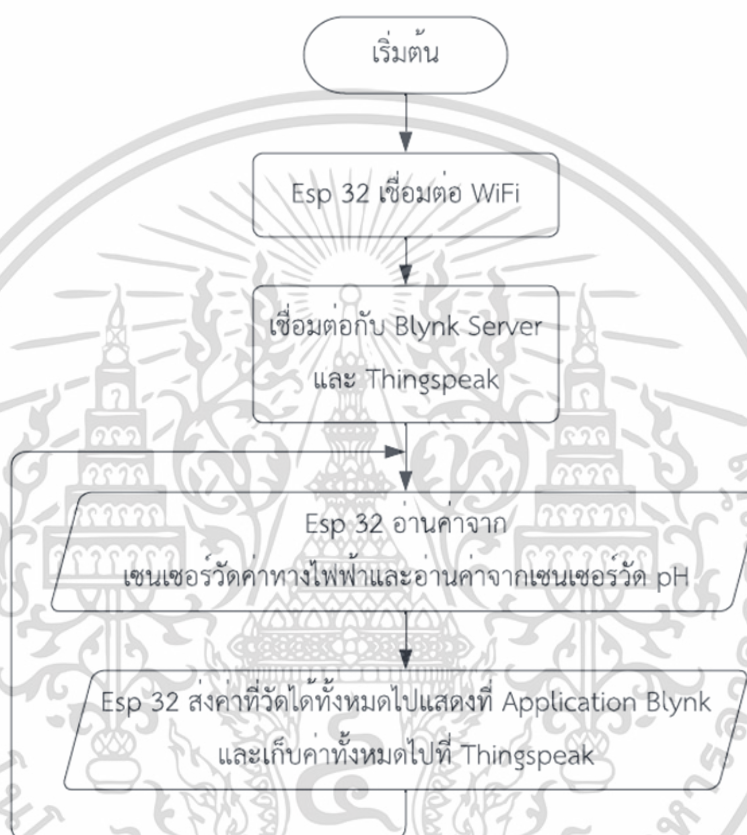 เริ่มต้น
Esp 32 เชื่อมต่อ WiFi
เชื่อมต่อกับ Blynk Server
และ Thingspeak
Esp 32 อ่านค่าจาก
เซนเซอร์วัดค่าทางไฟฟ้าและอ่านค่าจากเซนเซอร์วัด pH
Esp 32 ส่งค่าที่วัดได้ทั้งหมดไปแสดงที่ Application Blynk
และเก็บค่าทั้งหมดไปที่ Thingspeak